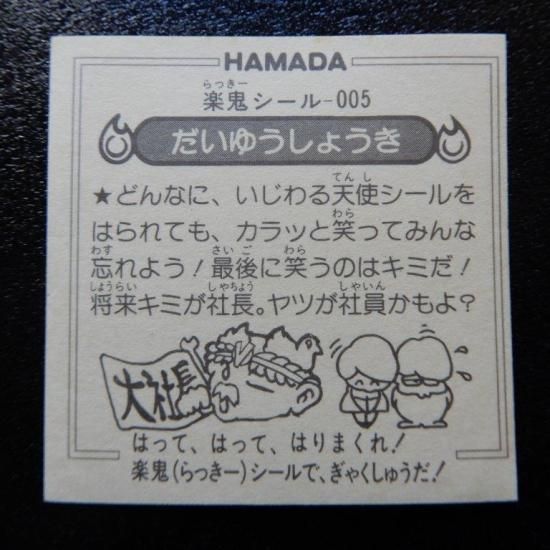 HAMADA
らっきー
楽鬼シール-005
だいゆうしょうき
てんし
★どんなに、いじわる天使シールを
わら
はられても、カラッと笑ってみんな
わす さいご わら
忘れよう！最後に笑うのはキミだ！
しょうらい しゃちょう しゃいん
将来キミが社長。ヤツが社員かもよ？
大社長
はって、はって、はりまくれ！
楽鬼(らっきー)シールで、ぎゃくしゅうだ！